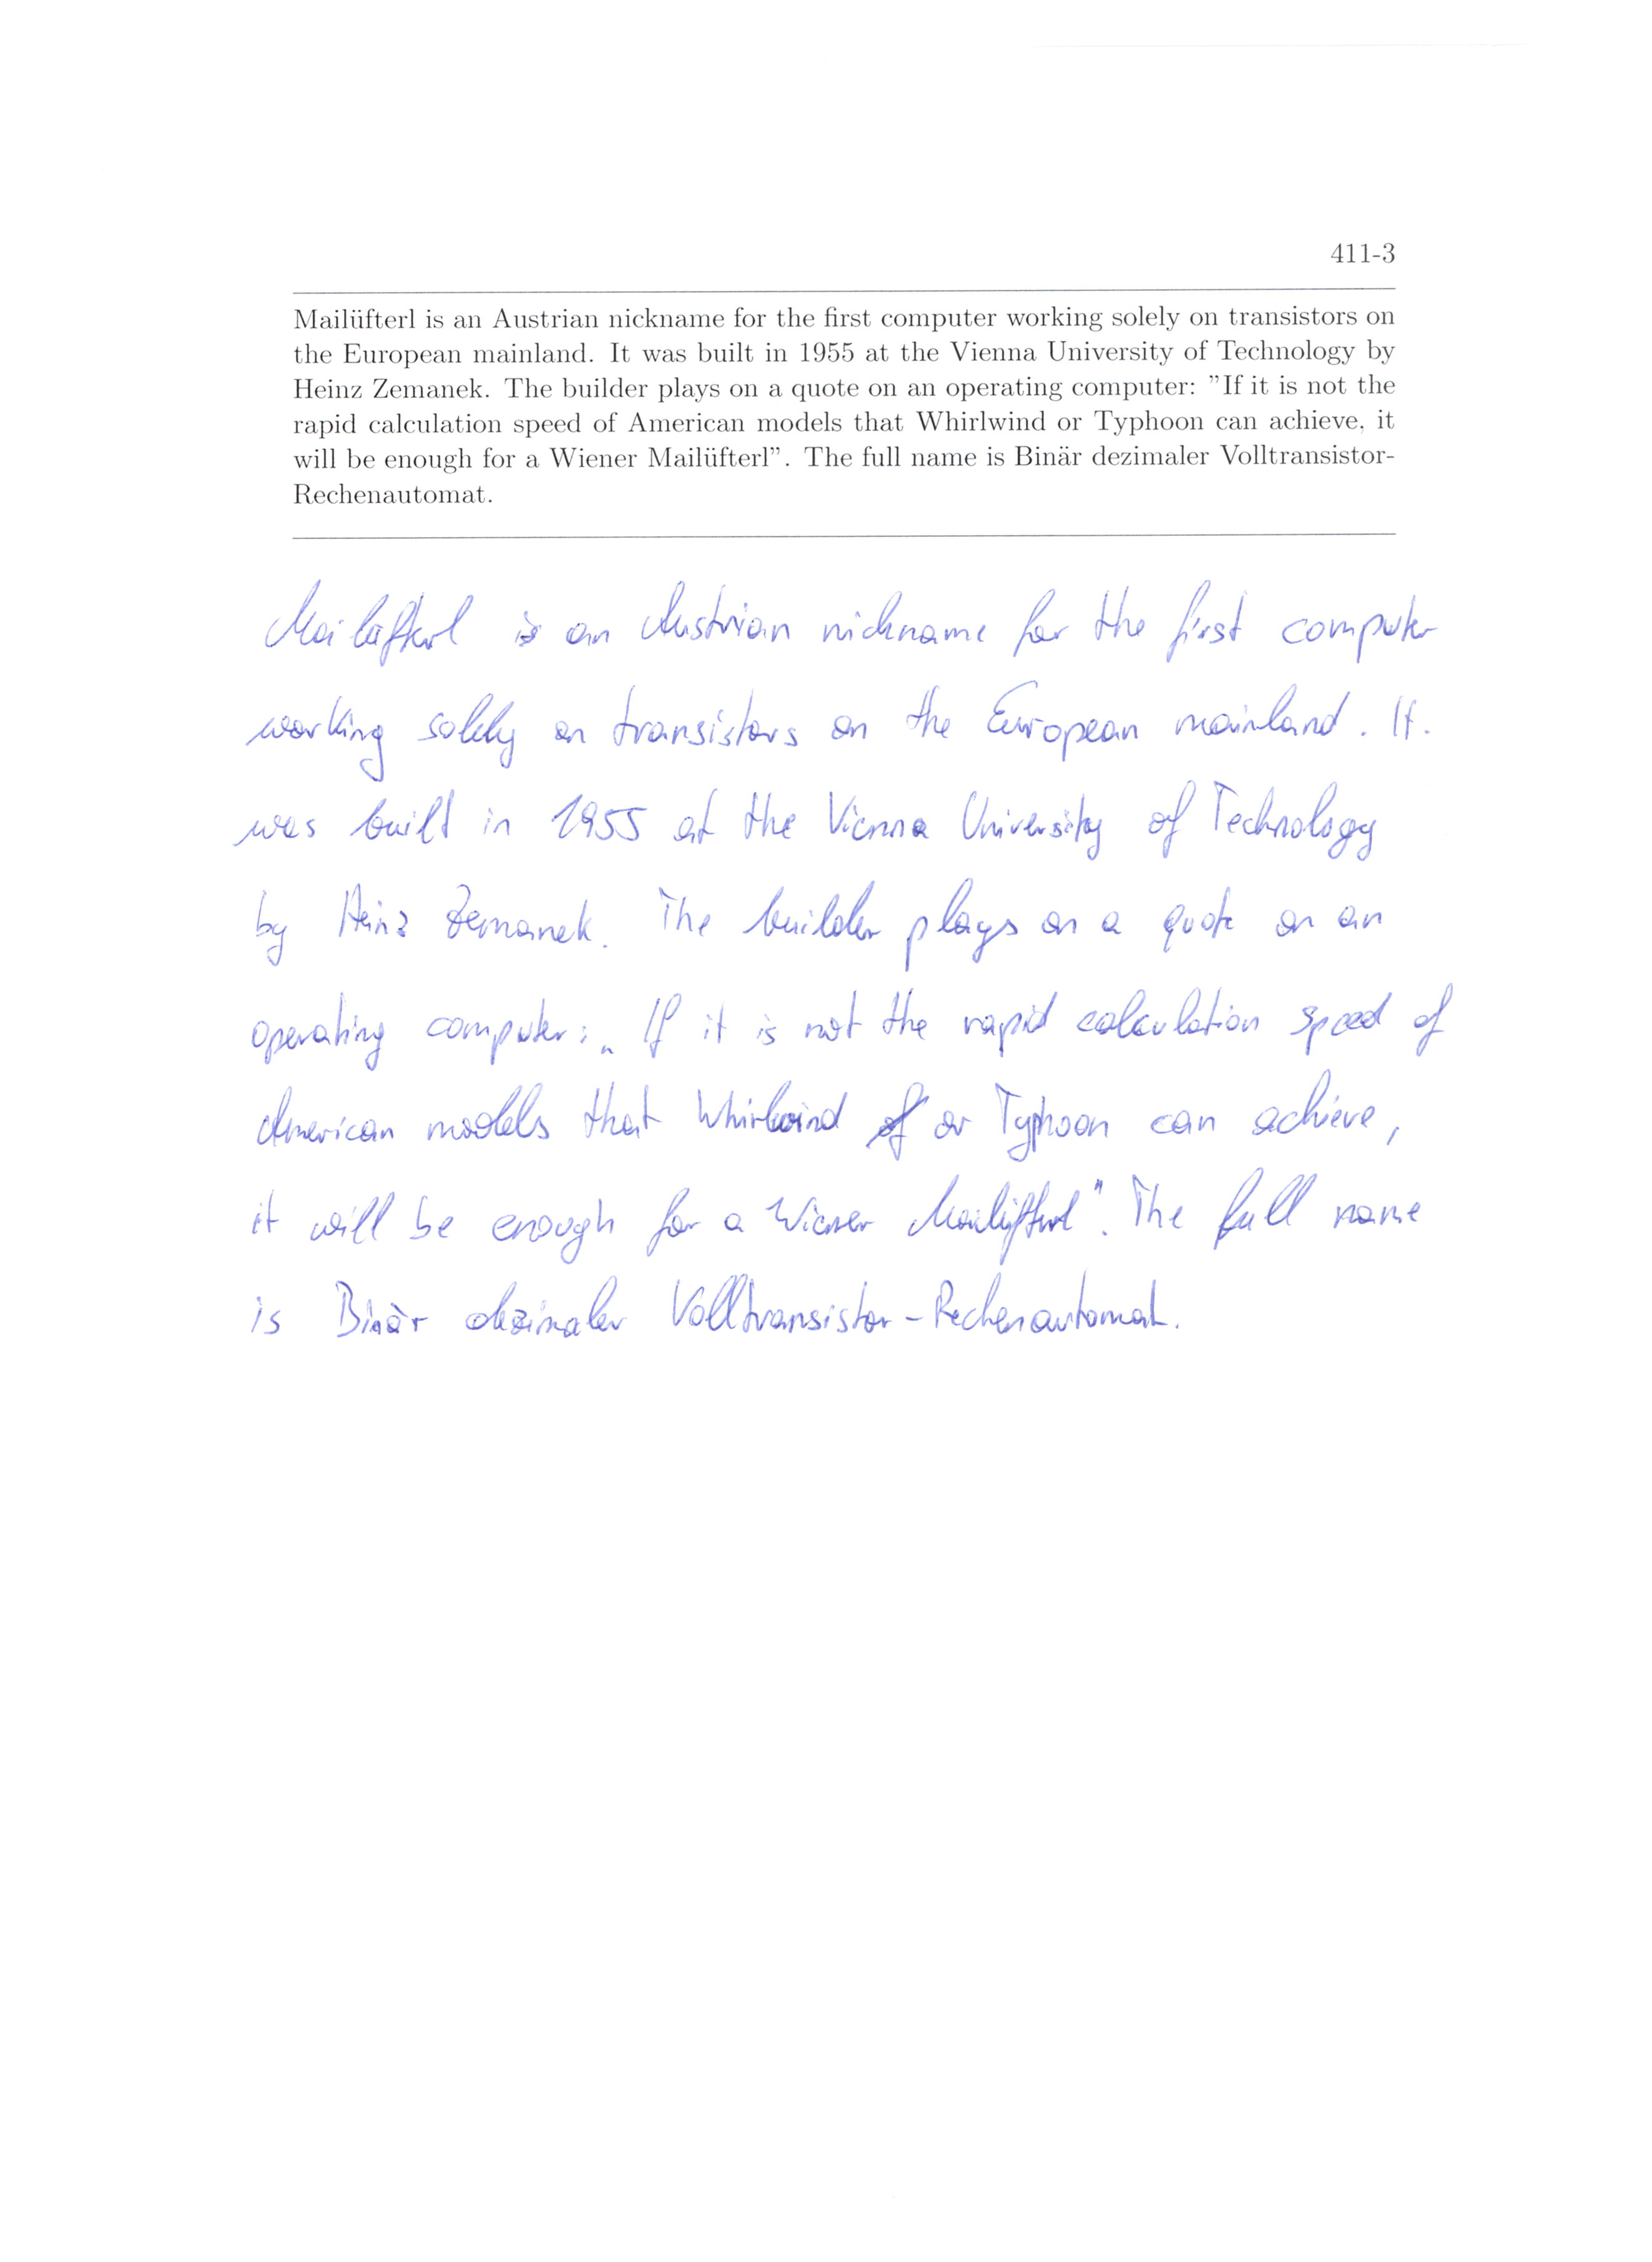 411-3
Mailüfterl is an Austrian nickname for the first computer working solely on transistors on
the European mainland. It was built in 1955 at the Vienna University of Technology by
Heinz Zemanek. The builder plays on a quote on an operating computer: ”If it is not the
rapid calculation speed of American models that Whirlwind or Typhoon can achieve, it
will be enough for a Wiener Mailüfterl”. The full name is Binär dezimaler Volltransistor-
Rechenautomat.
Mailüfterl is an Austrian nickname for the first computer
working solely on transistors on the European mainland. It
was built in 1955 at the Vienna University of Technology
by Heinz Zemanek. The builder plays on a quote on an
operating computer: „If it is not the rapid calculation speed of
American models that Whirlwind or Typhoon can achieve,
it will be enough for a Wiener Mailüfterl". The full name
is Binär dezimaler Volltransistor-Rechenautomat.